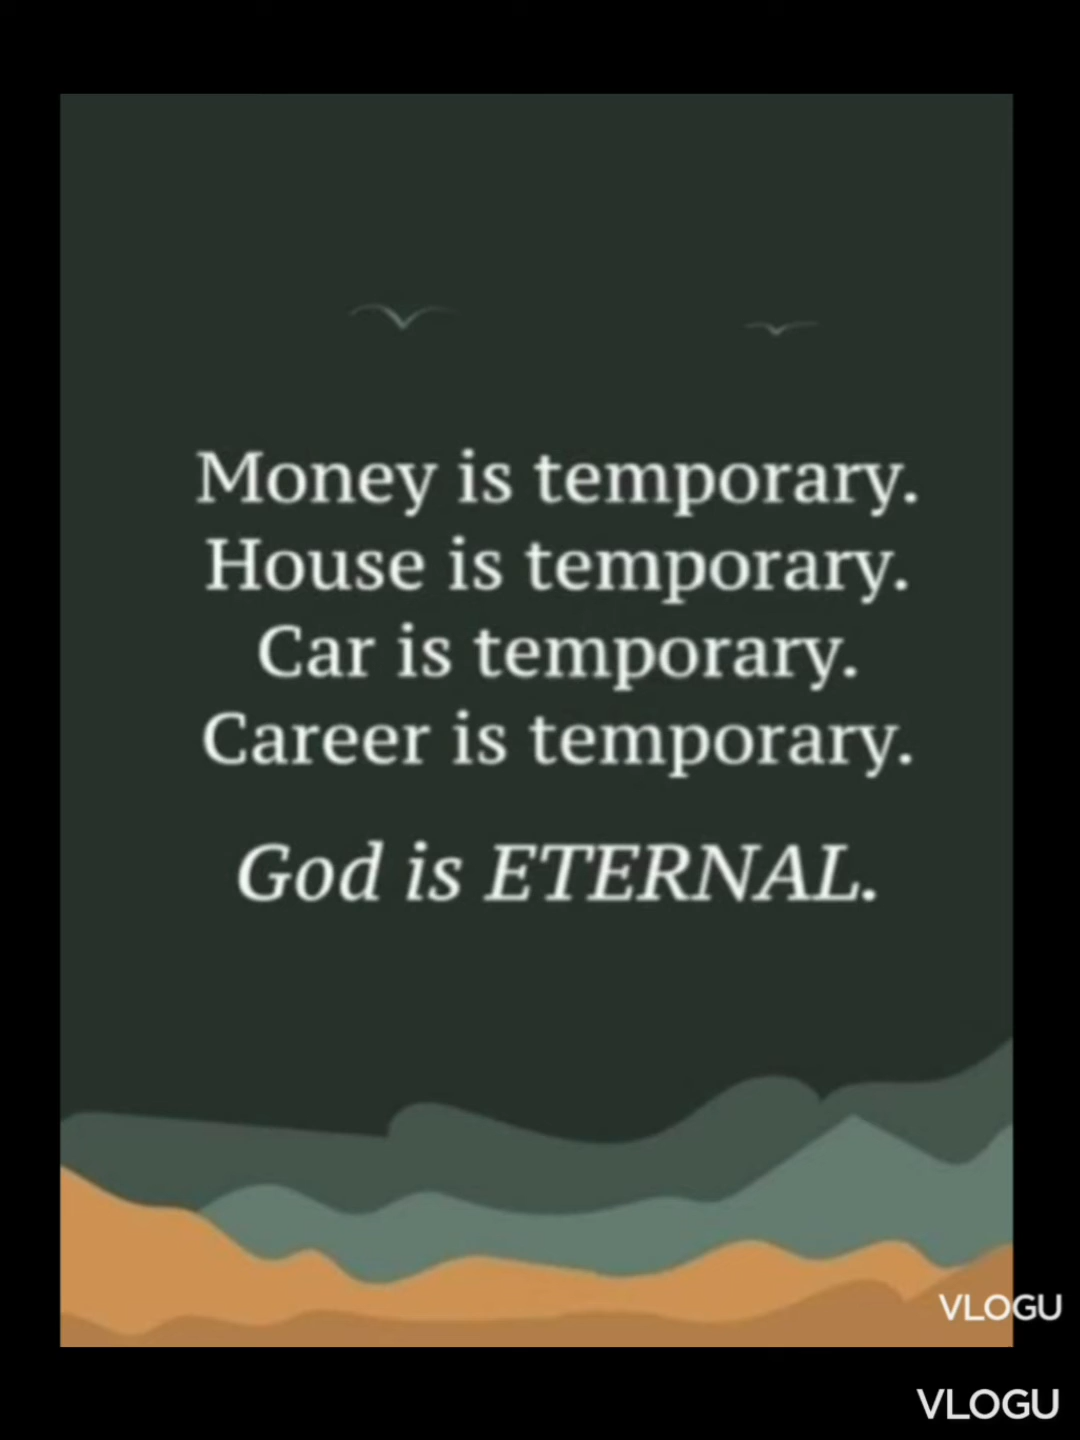 Money is temporary.
House is temporary.
Car is temporary.
Career is temporary.
God is ETERNAL.
VLOGU
VLOGU